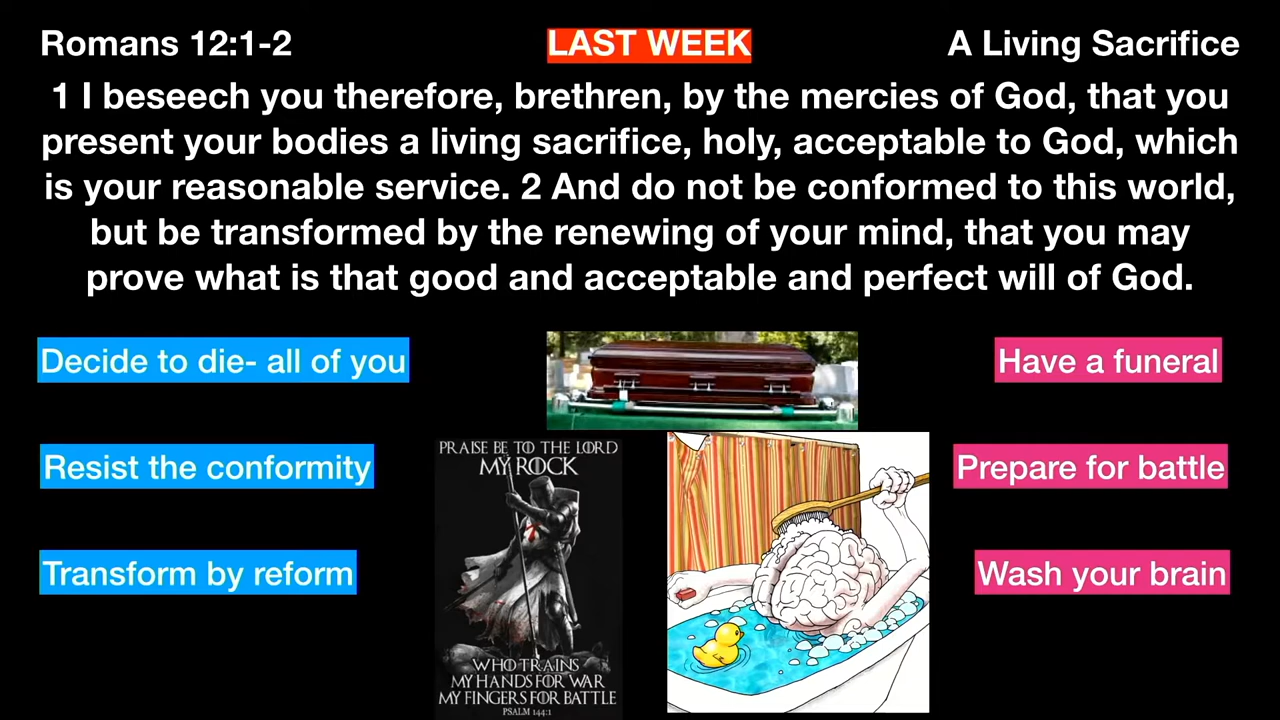 Romans 12:1-2
LAST WEEK
A Living Sacrifice
1 I beseech you therefore, brethren, by the mercies of God, that you
present your bodies a living sacrifice, holy, acceptable to God, which
is your reasonable service. 2 And do not be conformed to this world,
but be transformed by the renewing of your mind, that you may
prove what is that good and acceptable and perfect will of God.
Decide to die- all of you
Have a funeral
Resist the conformity
Prepare for battle
Transform by reform
Wash your brain
PRAISE BE TO THE LORD
MY ROCK
WHO TRAINS
MY HANDS FOR WAR
MY FINGERS FOR BATTLE
PSALM 144:1